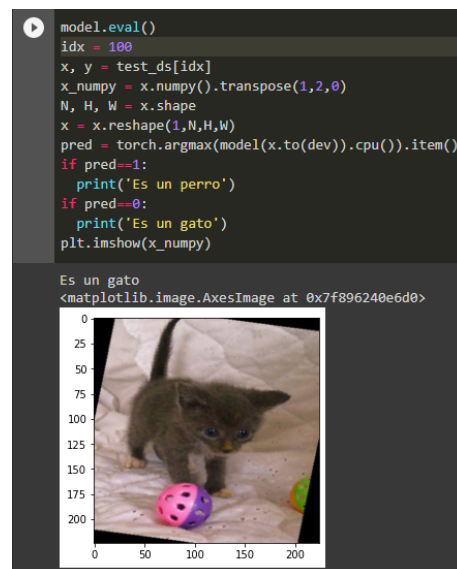 model.eval()
idx = 100
x, y = test_ds[idx]
x_numpy = x.numpy().transpose(1,2,0)
N, H, W = x.shape
x = x.reshape(1,N,H,W)
pred = torch.argmax(model(x.to(dev)).cpu()).item()
if pred==1:
  print('Es un perro')
if pred==0:
  print('Es un gato')
plt.imshow(x_numpy)
Es un gato
<matplotlib.image.AxesImage at 0x7f896240e6d0>
0
25
50
75
100
125
150
175
200
0 50 100 150 200